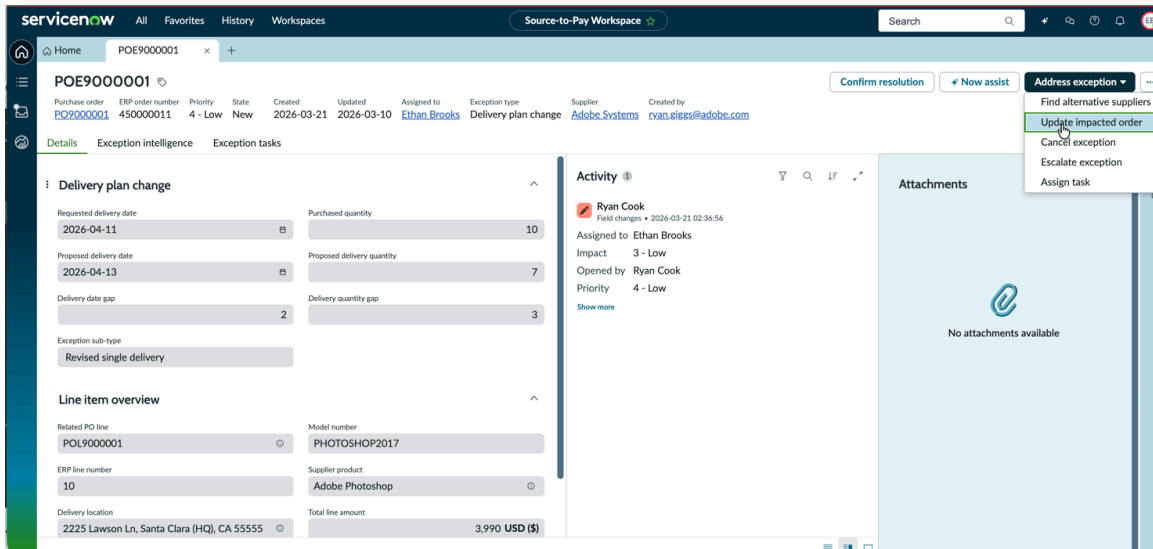 servicenow All Favorites History Workspaces Source-to-Pay Workspace Search
Home POE9000001
POE9000001
Confirm resolution Now assist Address exception
Purchase order ERP order number Priority State Created Updated Assigned to Exception type Supplier Created by
PO9000001 450000011 4 - Low New 2026-03-21 2026-03-10 Ethan Brooks Delivery plan change Adobe Systems ryan.giggs@adobe.com
Find alternative suppliers
Update impacted order
Cancel exception
Escalate exception
Assign task
Details Exception intelligence Exception tasks
Delivery plan change
Requested delivery date Purchased quantity
2026-04-11 10
Proposed delivery date Proposed delivery quantity
2026-04-13 7
Delivery date gap Delivery quantity gap
2 3
Exception sub-type
Revised single delivery
Line item overview
Related PO line Model number
POL9000001 PHOTOSHOP2017
ERP line number Supplier product
10 Adobe Photoshop
Delivery location Total line amount
2225 Lawson Ln, Santa Clara (HQ), CA 55555 3,990 USD ($)
Activity 1
Ryan Cook
Field changes • 2026-03-21 02:36:56
Assigned to Ethan Brooks
Impact 3 - Low
Opened by Ryan Cook
Priority 4 - Low
Show more
Attachments
No attachments available